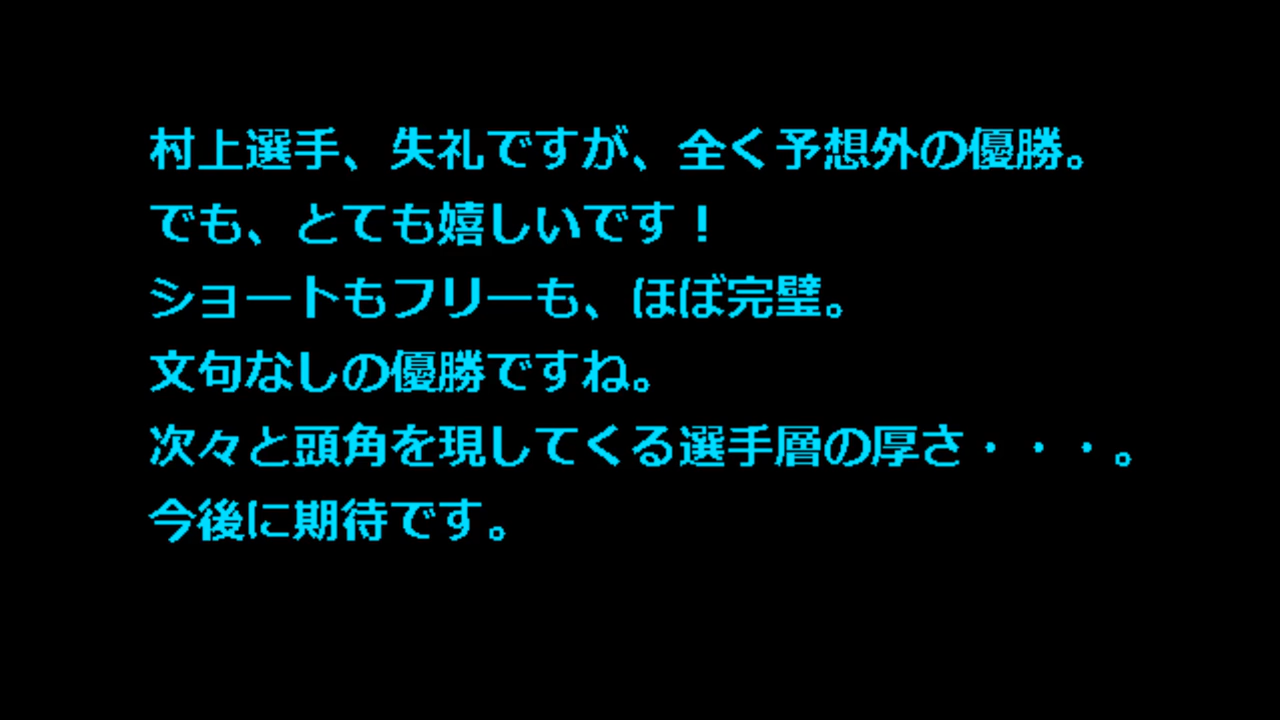 村上選手、失礼ですが、全く予想外の優勝。
でも、とても嬉しいです！
ショートもフリーも、ほぼ完璧。
文句なしの優勝ですね。
次々と頭角を現してくる選手層の厚さ・・・。
今後に期待です。